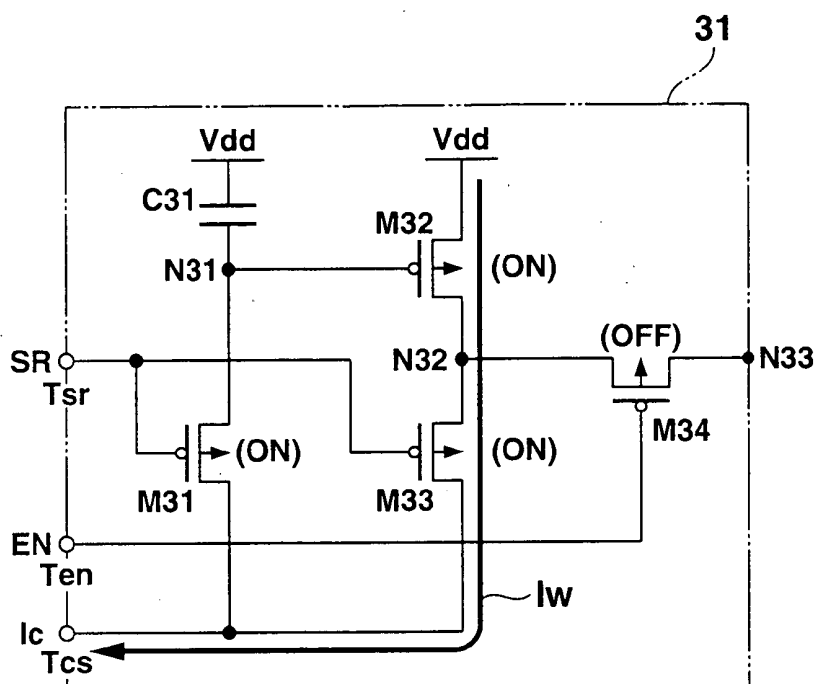 31
Vdd
Vdd
C31
M32
N31
(ON)
(OFF)
SR
N32
N33
Tsr
M34
(ON)
(ON)
M31
M33
EN
Ten
Iw
Ic
Tcs